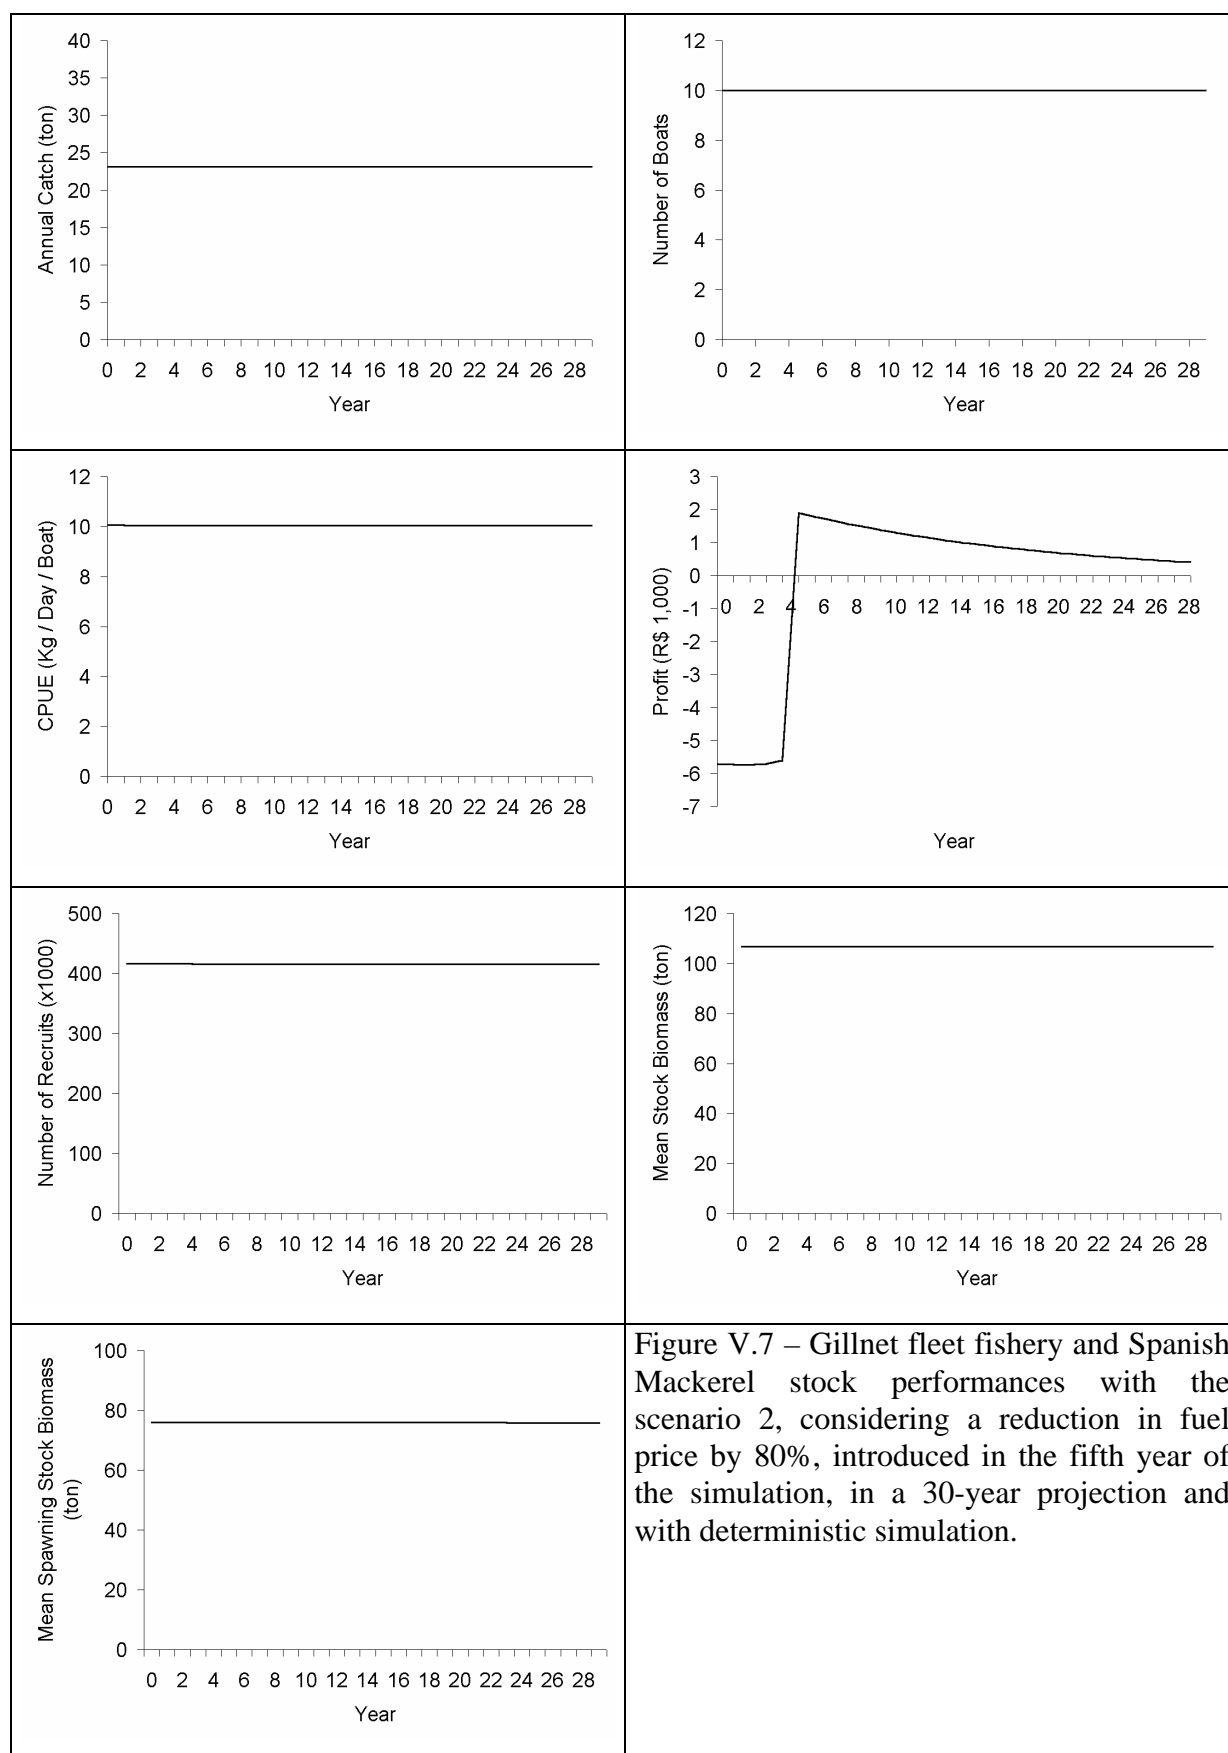 40
35
30
25
20
15
10
5
0
Annual Catch (ton)
0 2 4 6 8 10 12 14 16 18 20 22 24 26 28
Year
12
10
8
6
4
2
0
Number of Boats
0 2 4 6 8 10 12 14 16 18 20 22 24 26 28
Year
12
10
8
6
4
2
0
CPUE (Kg / Day / Boat)
0 2 4 6 8 10 12 14 16 18 20 22 24 26 28
Year
3
2
1
0
-1
-2
-3
-4
-5
-6
-7
Profit (R$ 1,000)
0 2 4 6 8 10 12 14 16 18 20 22 24 26 28
Year
500
400
300
200
100
0
Number of Recruits (x1000)
0 2 4 6 8 10 12 14 16 18 20 22 24 26 28
Year
120
100
80
60
40
20
0
Mean Stock Biomass (ton)
0 2 4 6 8 10 12 14 16 18 20 22 24 26 28
Year
100
80
60
40
20
0
Mean Spawning Stock Biomass
(ton)
0 2 4 6 8 10 12 14 16 18 20 22 24 26 28
Year
Figure V.7 – Gillnet fleet fishery and Spanish
Mackerel stock performances with the
scenario 2, considering a reduction in fuel
price by 80%, introduced in the fifth year of
the simulation, in a 30-year projection and
with deterministic simulation.